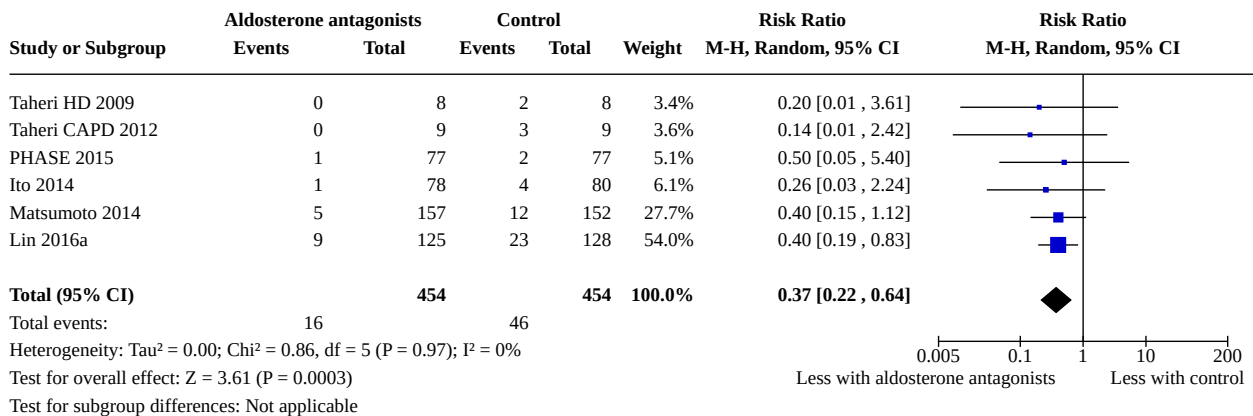 Aldosterone antagonists Control Risk Ratio Risk Ratio
Study or Subgroup Events Total Events Total Weight M-H, Random, 95% CI M-H, Random, 95% CI
Taheri HD 2009 0 8 2 8 3.4% 0.20 [0.01 , 3.61]
Taheri CAPD 2012 0 9 3 9 3.6% 0.14 [0.01 , 2.42]
PHASE 2015 1 77 2 77 5.1% 0.50 [0.05 , 5.40]
Ito 2014 1 78 4 80 6.1% 0.26 [0.03 , 2.24]
Matsumoto 2014 5 157 12 152 27.7% 0.40 [0.15 , 1.12]
Lin 2016a 9 125 23 128 54.0% 0.40 [0.19 , 0.83]
Total (95% CI) 454 454 100.0% 0.37 [0.22 , 0.64]
Total events: 16 46
Heterogeneity: Tau² = 0.00; Chi² = 0.86, df = 5 (P = 0.97); I² = 0%
0.005 0.1 1 10 200
Test for overall effect: Z = 3.61 (P = 0.0003)
Less with aldosterone antagonists Less with control
Test for subgroup differences: Not applicable